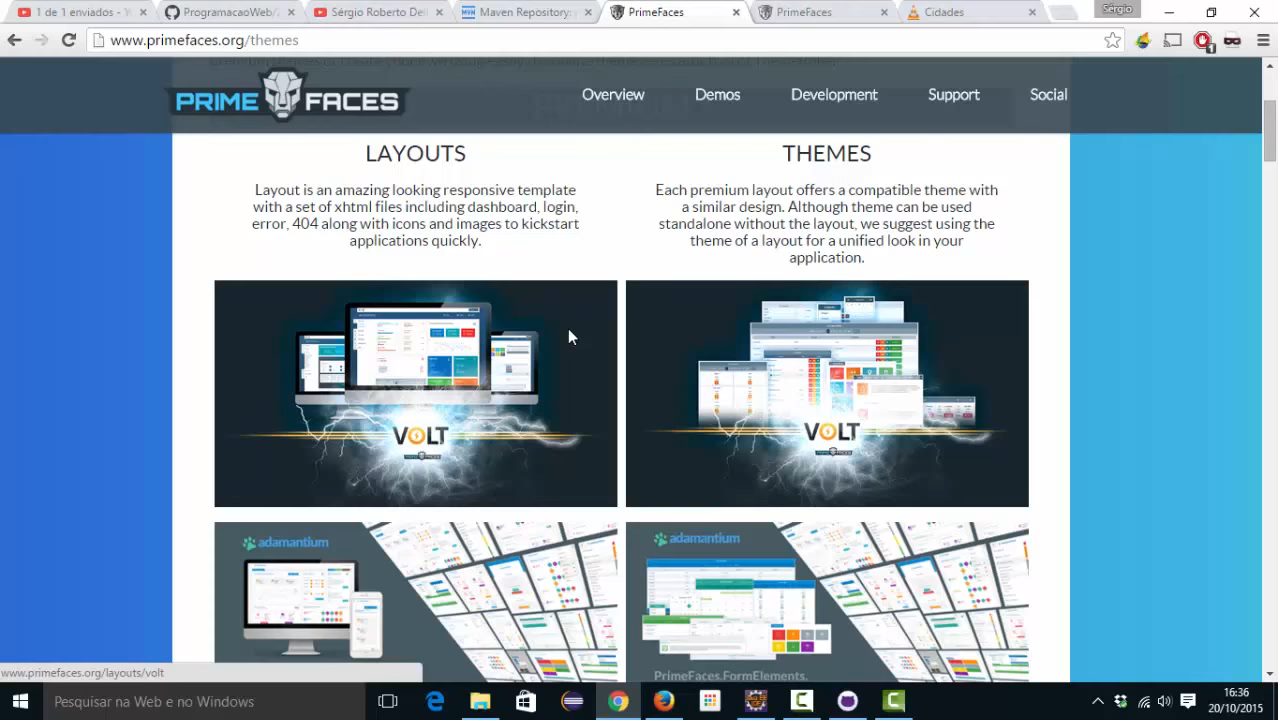 1 de 1 enviados - Y
ProgramacaoWeb/
Sérgio Roberto Del
Maven Repository:
PrimeFaces
PrimeFaces
Cidades
Sérgio
www.primefaces.org/themes
1
PRIME FACES
Overview
Demos
Development
Support
Social
LAYOUTS
Layout is an amazing looking responsive template
with a set of xhtml files including dashboard, login,
error, 404 along with icons and images to kickstart
applications quickly.
THEMES
Each premium layout offers a compatible theme with
a similar design. Although theme can be used
standalone without the layout, we suggest using the
theme of a layout for a unified look in your
application.
VOLT
PRIME FACES
VOLT
PRIME FACES
adamantium
adamantium
PrimeFaces.FormElements.
www.primefaces.org/layouts/volt
Pesquisar na Web e no Windows
16:36
20/10/2015